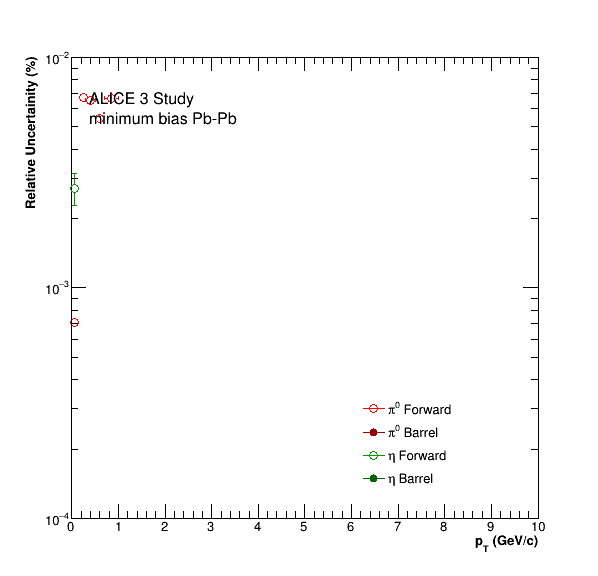 10⁻²
Relative Uncertainity (%)
ALICE 3 Study
minimum bias Pb-Pb
10⁻³
π⁰ Forward
π⁰ Barrel
η Forward
η Barrel
10⁻⁴
0 1 2 3 4 5 6 7 8 9 10
p_T (GeV/c)